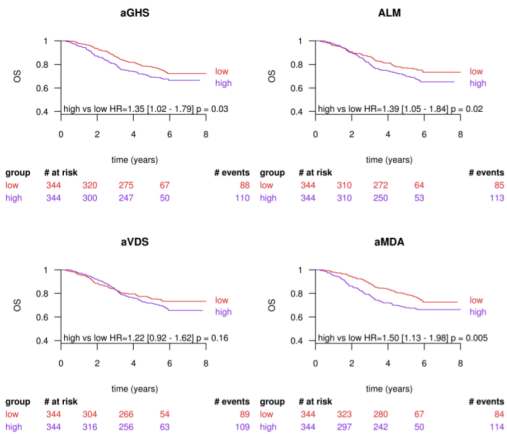 aGHS
OS
1
0.8
0.6
0.4
low
high
high vs low HR=1.35 [1.02 - 1.79] p = 0.03
0 2 4 6 8
time (years)
group # at risk # events
low 344 320 275 67 88
high 344 300 247 50 110
ALM
OS
1
0.8
0.6
0.4
low
high
high vs low HR=1.39 [1.05 - 1.84] p = 0.02
0 2 4 6 8
time (years)
group # at risk # events
low 344 310 272 64 85
high 344 310 250 53 113
aVDS
OS
1
0.8
0.6
0.4
low
high
high vs low HR=1.22 [0.92 - 1.62] p = 0.16
0 2 4 6 8
time (years)
group # at risk # events
low 344 304 266 54 89
high 344 316 256 63 109
aMDA
OS
1
0.8
0.6
0.4
low
high
high vs low HR=1.50 [1.13 - 1.98] p = 0.005
0 2 4 6 8
time (years)
group # at risk # events
low 344 323 280 67 84
high 344 297 242 50 114